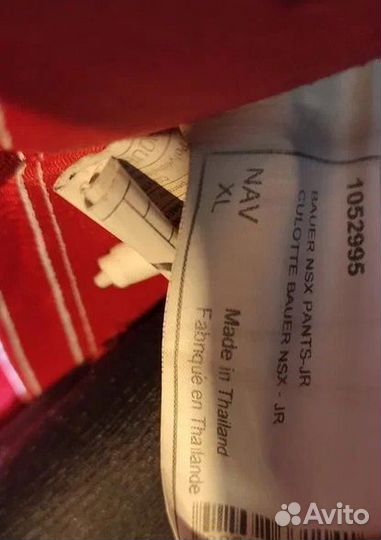 1052995
BAUER NSX PANTS-JR
CULOTTE BAUER NSX - JR
NAV
XL
Made in Thailand
Fabriqué en Thaïlande
Avito